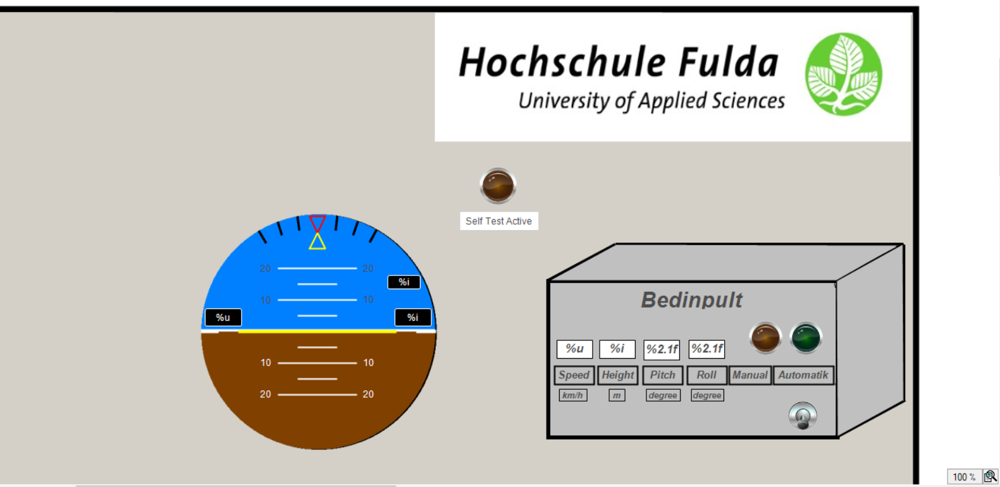 Hochschule Fulda
University of Applied Sciences
Self Test Active
20 20
%i
10 10
%u %i
10 10
20 20
Bedinpult
%u %i %2.1f %2.1f
Speed Height Pitch Roll Manual Automatik
km/h m degree degree
100 %